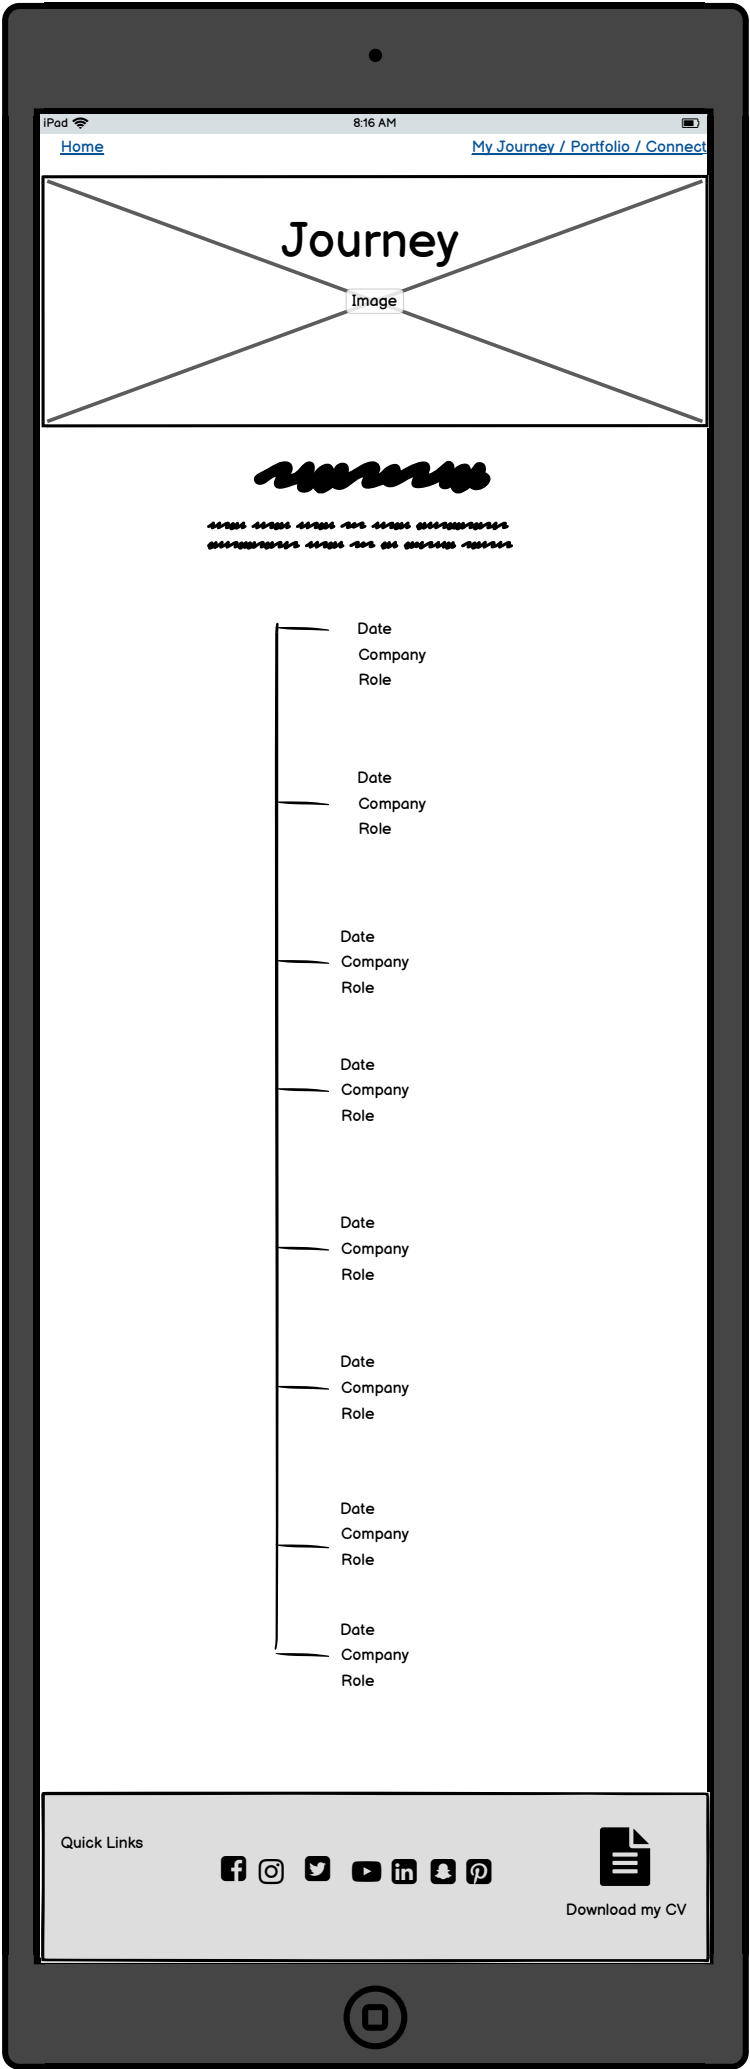 iPad 8:16 AM
Home My Journey / Portfolio / Connect
Journey
Image
Date
Company
Role
Date
Company
Role
Date
Company
Role
Date
Company
Role
Date
Company
Role
Date
Company
Role
Date
Company
Role
Date
Company
Role
Quick Links
Download my CV